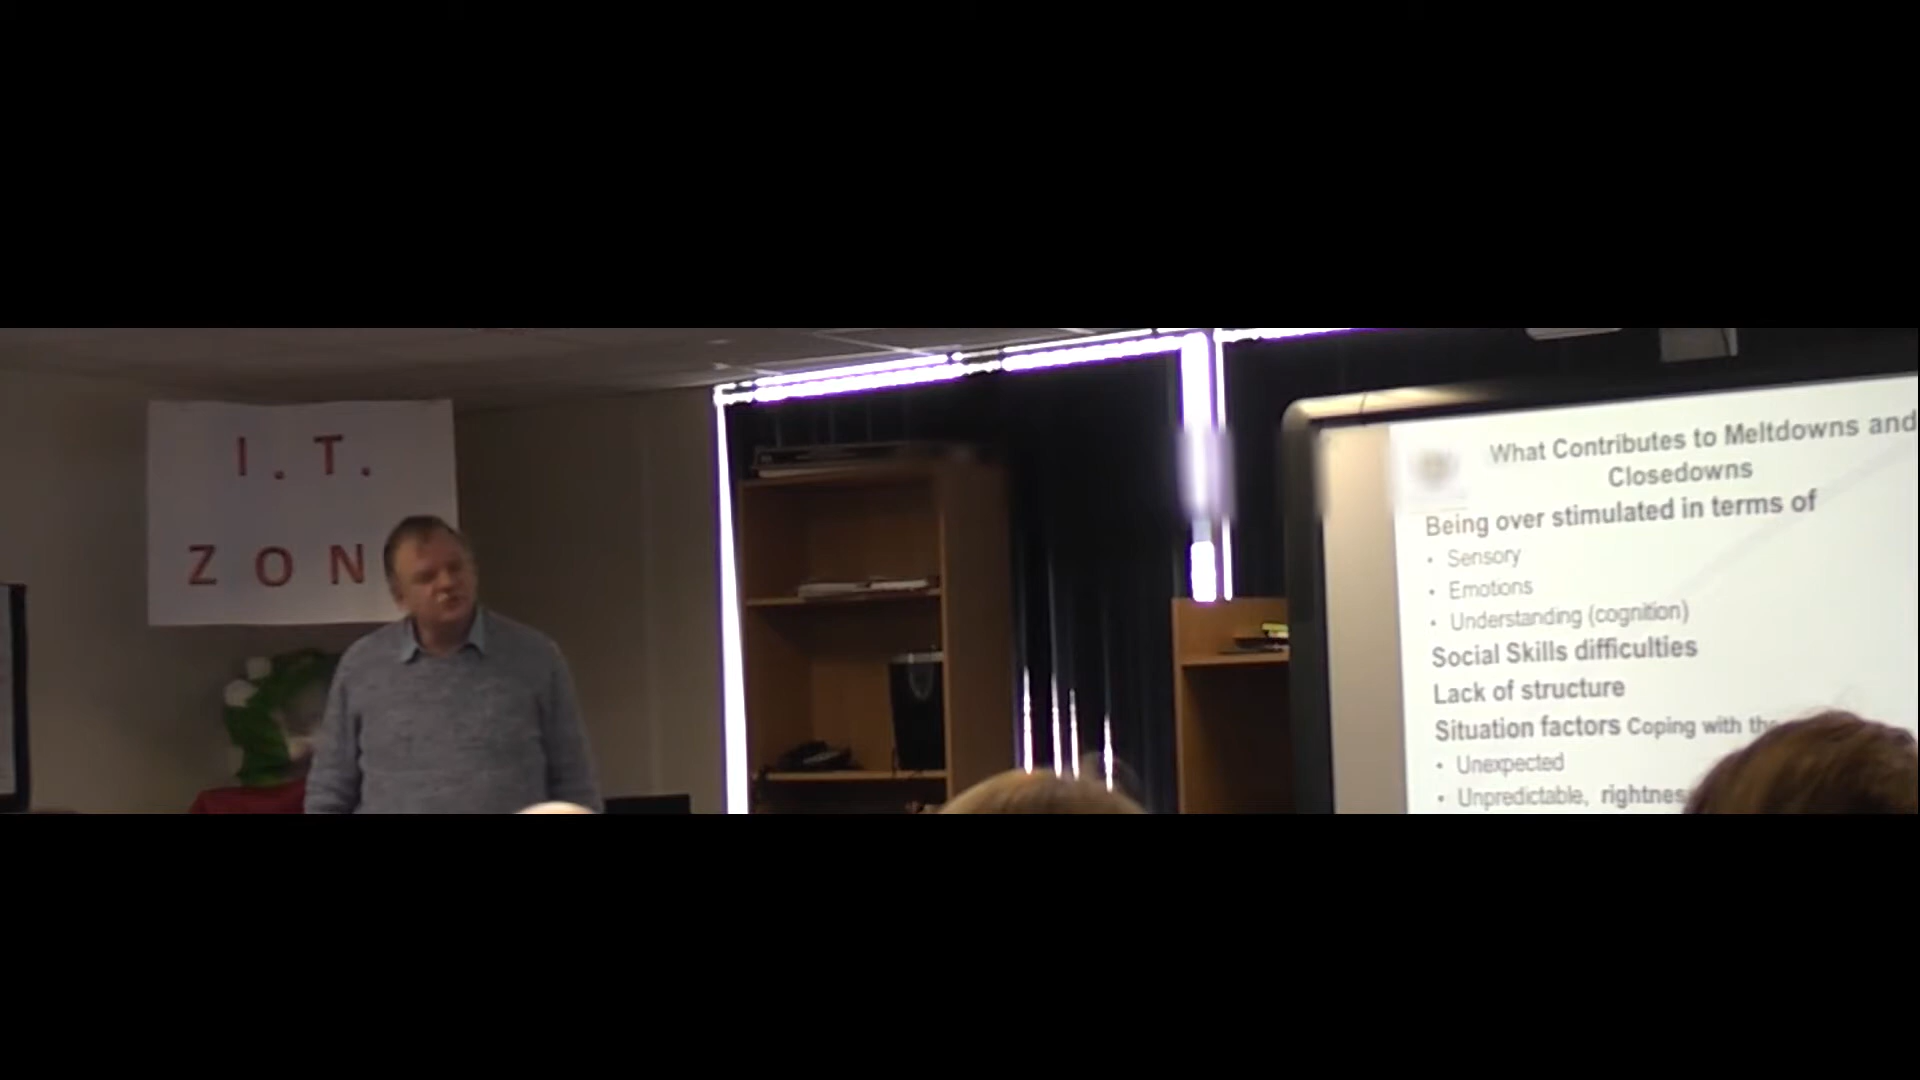 I. T.
ZON
What Contributes to Meltdowns and
Closedowns
Being over stimulated in terms of
• Sensory
• Emotions
• Understanding (cognition)
Social Skills difficulties
Lack of structure
Situation factors Coping with the
• Unexpected
• Unpredictable, rightnes